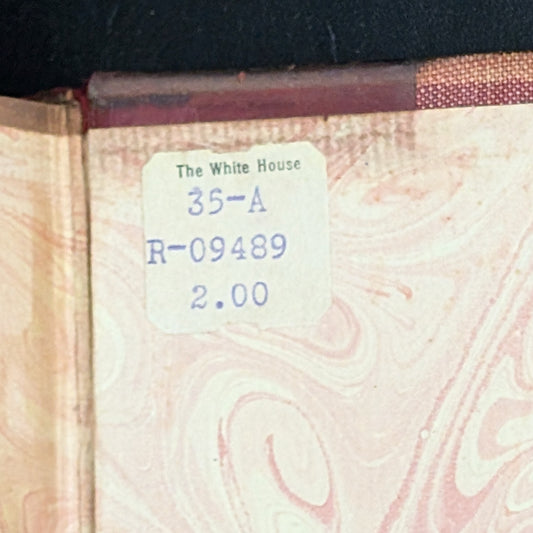 The White House
35-A
R-09489
2.00